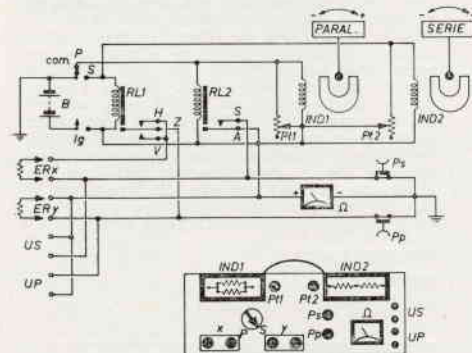 - + - +
PARAL. SERIE
com. P
S
RL1 RL2
B
H
Z
S
A
IND1
IND2
Pt1
Pt2
Ig
V
ERx
Ps
+ -
Ω
ERy
US
Pp
UP
IND1 IND2
Pt1 Pt2
Ps
Ω
US
x P S y
Pp
UP